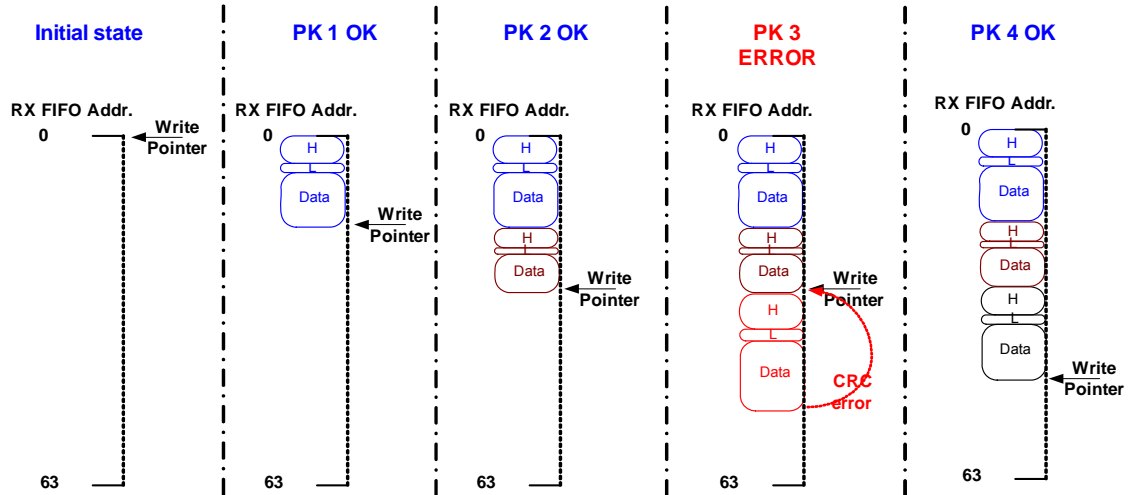 Initial state
RX FIFO Addr.
0
Write
Pointer
63
PK 1 OK
RX FIFO Addr.
0
H
L
Data
Write
Pointer
63
PK 2 OK
RX FIFO Addr.
0
H
L
Data
H
L
Data
Write
Pointer
63
PK 3
ERROR
RX FIFO Addr.
0
H
L
Data
H
L
Data
Write
Pointer
H
L
Data
CRC
error
63
PK 4 OK
RX FIFO Addr.
0
H
L
Data
H
L
Data
H
L
Data
Write
Pointer
63